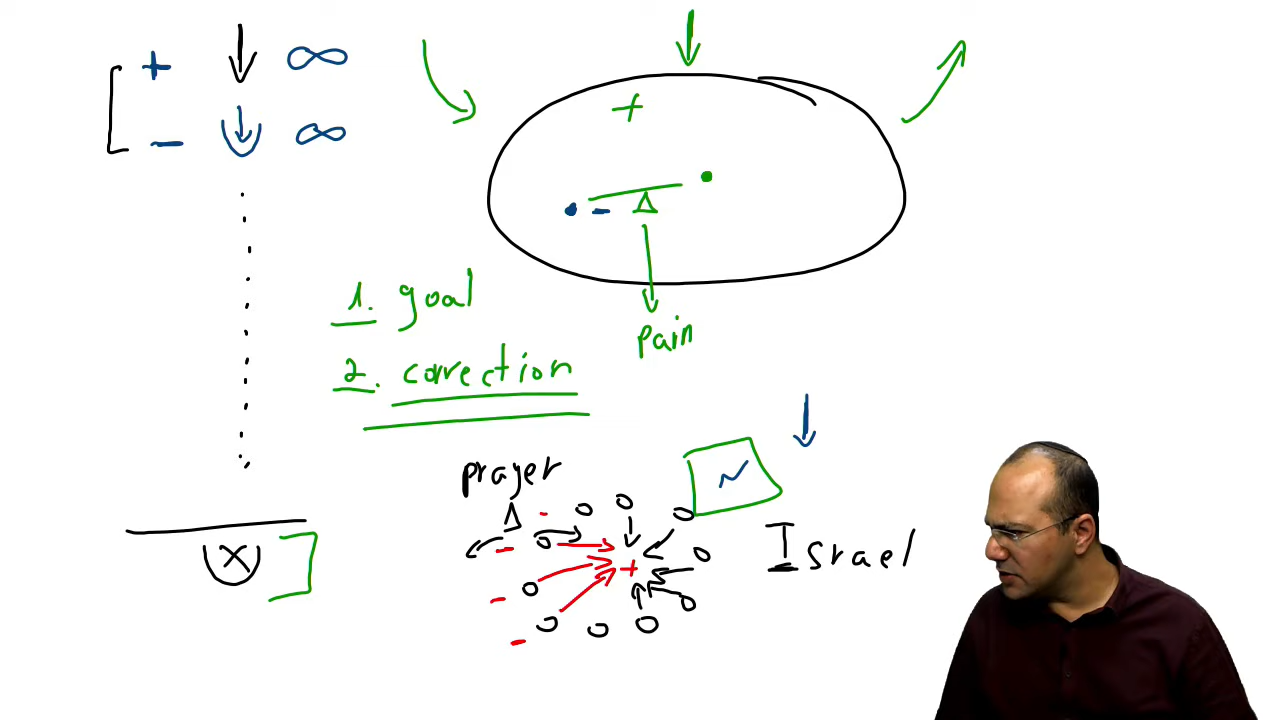 + ↓ ∞
+
- ↓ ∞
-
1. goal
2. correction
pain
prayer
Israel